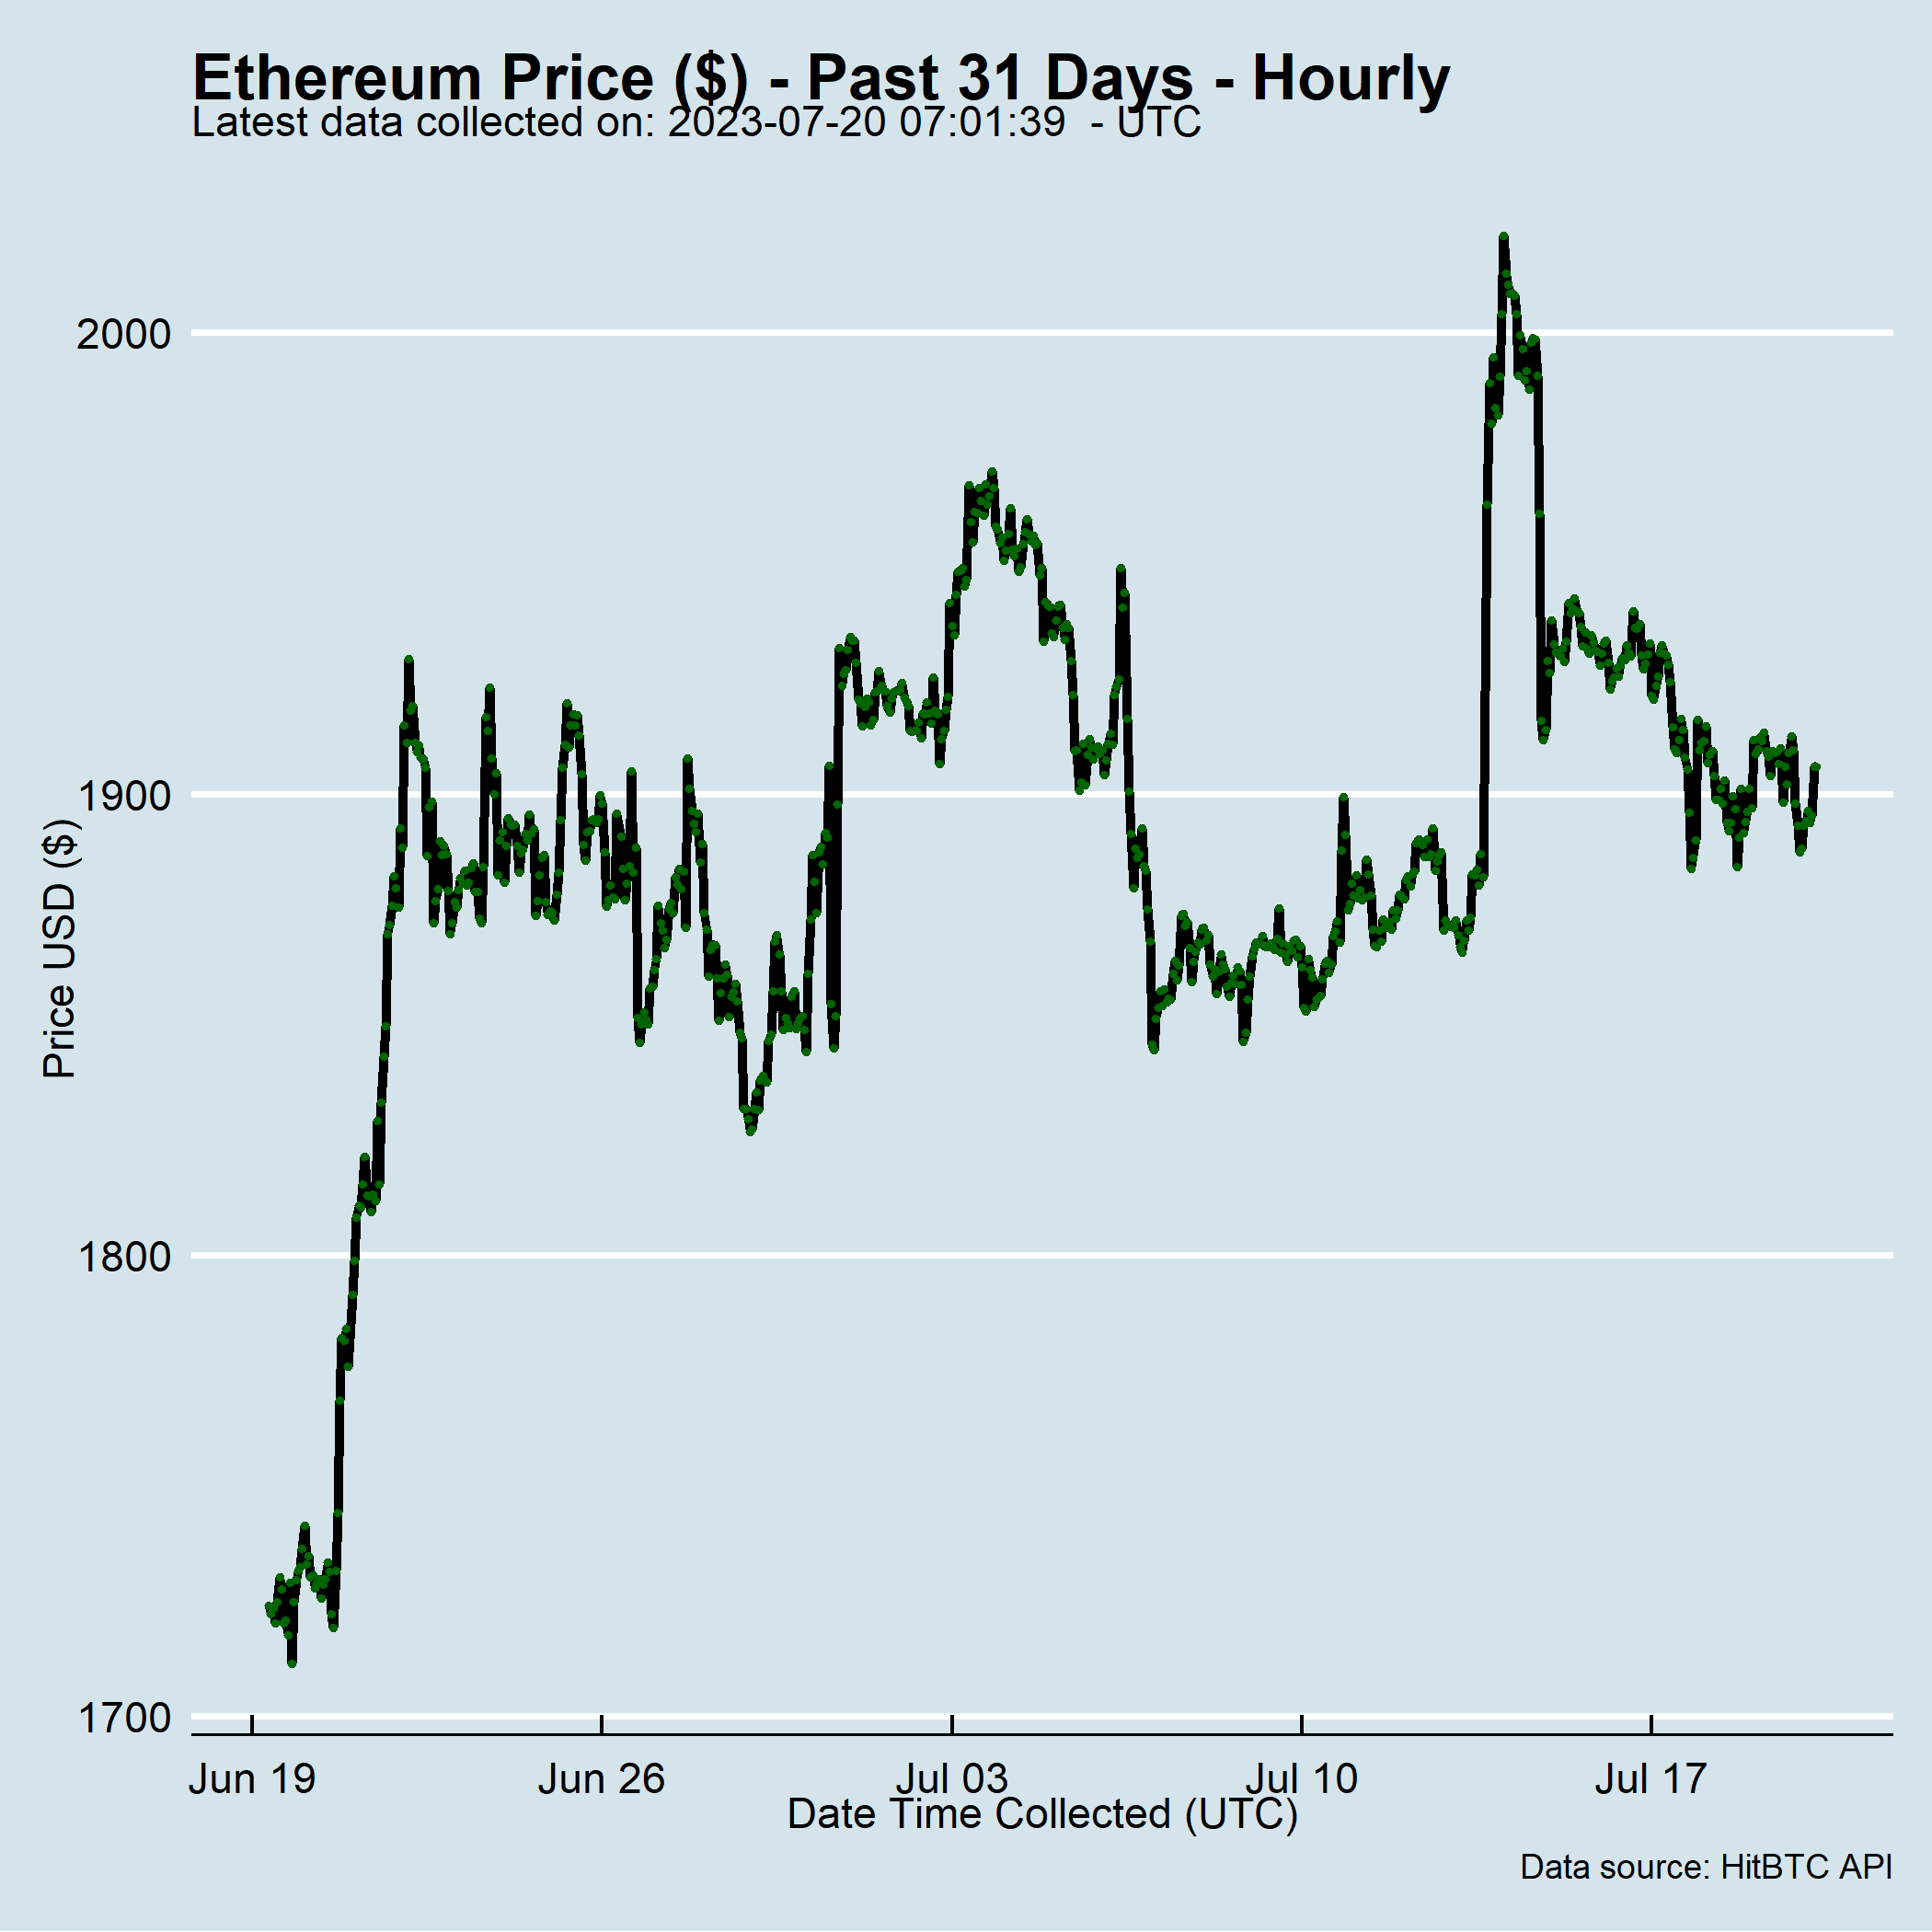 Ethereum Price ($) - Past 31 Days - Hourly
Latest data collected on: 2023-07-20 07:01:39  - UTC
2000
1900
1800
1700
Price USD ($)
Jun 19
Jun 26
Jul 03
Jul 10
Jul 17
Date Time Collected (UTC)
Data source: HitBTC API